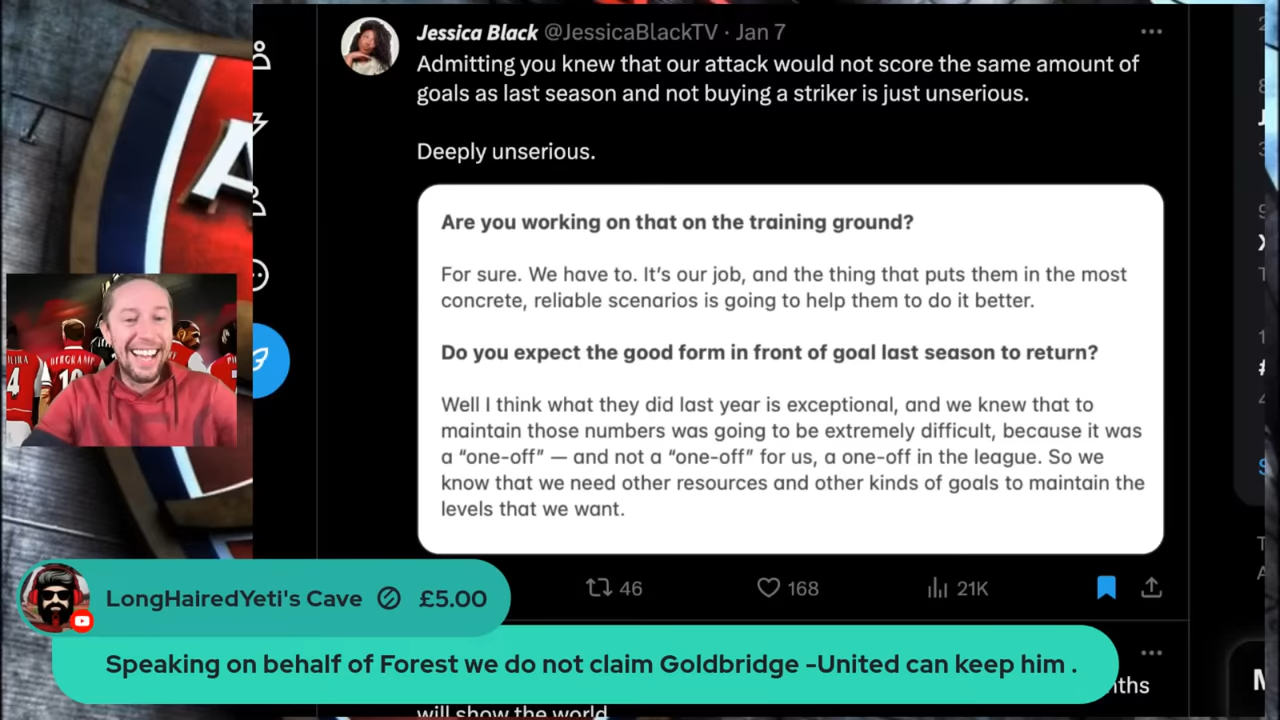 Jessica Black @JessicaBlackTV · Jan 7
Admitting you knew that our attack would not score the same amount of
goals as last season and not buying a striker is just unserious.
Deeply unserious.
Are you working on that on the training ground?
For sure. We have to. It's our job, and the thing that puts them in the most
concrete, reliable scenarios is going to help them to do it better.
Do you expect the good form in front of goal last season to return?
Well I think what they did last year is exceptional, and we knew that to
maintain those numbers was going to be extremely difficult, because it was
a “one-off” — and not a “one-off” for us, a one-off in the league. So we
know that we need other resources and other kinds of goals to maintain the
levels that we want.
46 168 21K
LongHairedYeti's Cave £5.00
Speaking on behalf of Forest we do not claim Goldbridge -United can keep him .
nths
will show the world
BERGKAMP
10
4
A
M